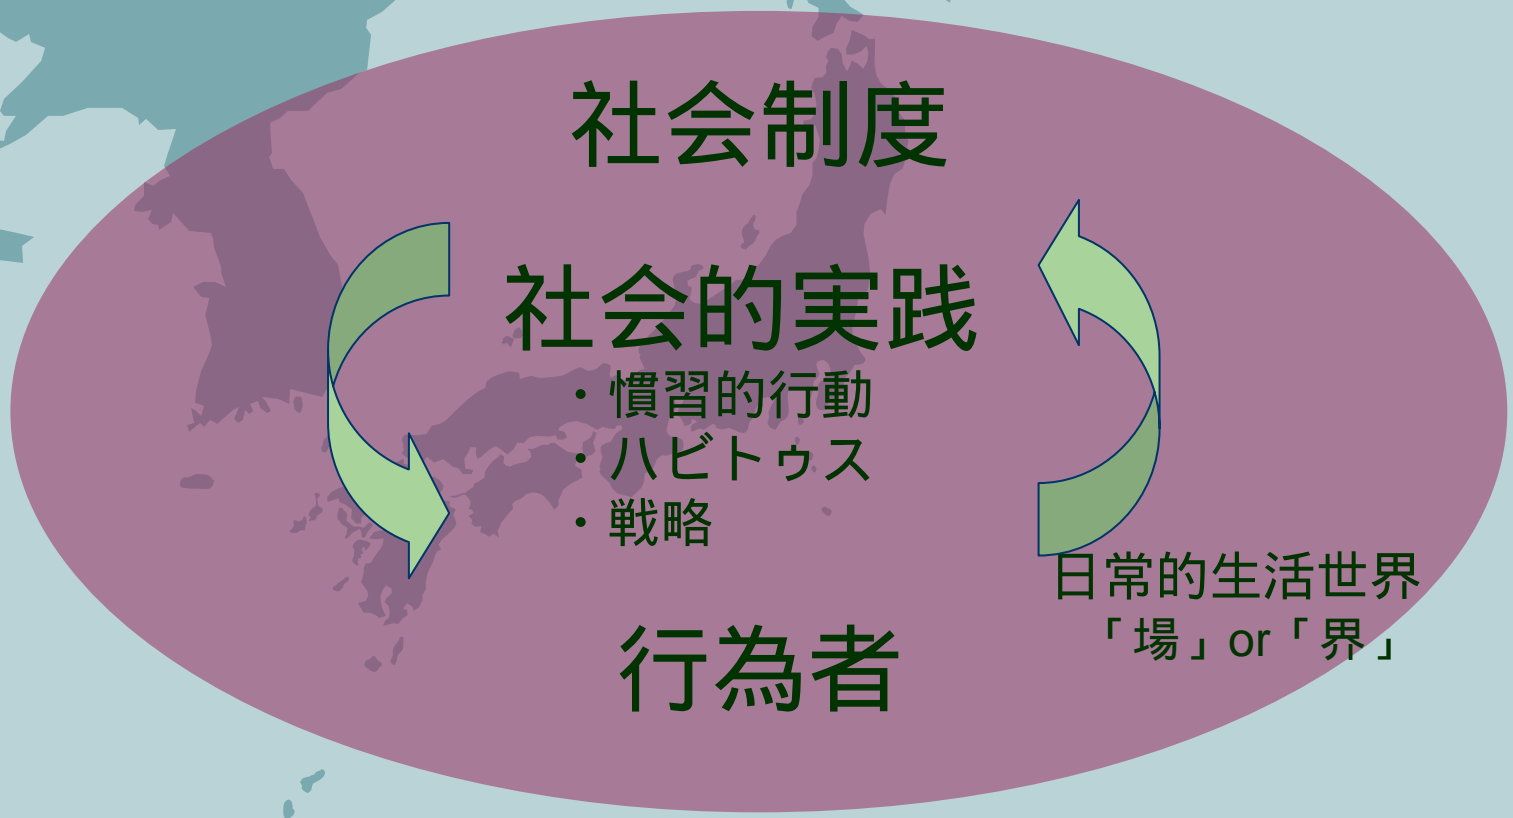 社会制度
社会的実践
・慣習的行動
・ハビトゥス
・戦略
日常的生活世界
「場」or「界」
行為者